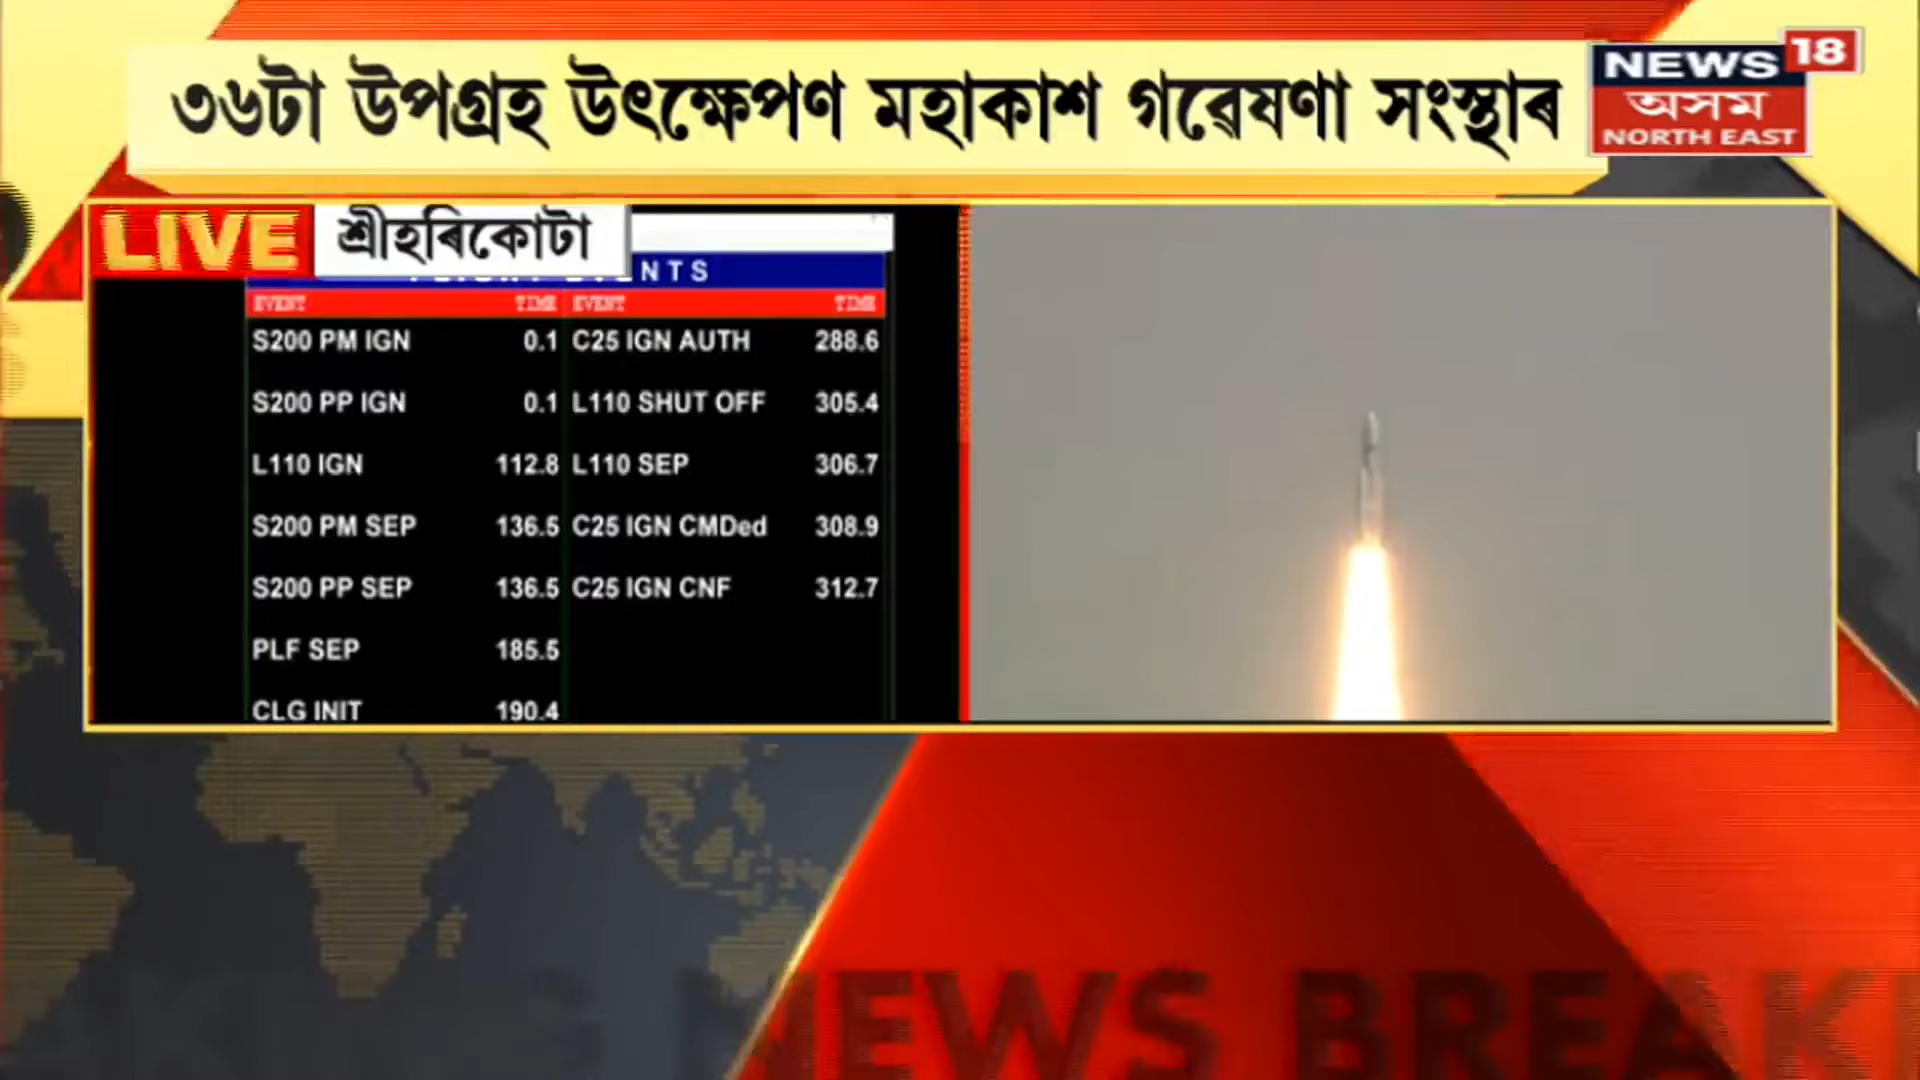 ৩৬টা উপগ্ৰহ উৎক্ষেপণ মহাকাশ গৱেষণা সংস্থাৰ
NEWS 18
অসম
NORTH EAST
LIVE শ্ৰীহৰিকোটা
EVENT TIME EVENT TIME
S200 PM IGN 0.1 C25 IGN AUTH 288.6
S200 PP IGN 0.1 L110 SHUT OFF 305.4
L110 IGN 112.8 L110 SEP 306.7
S200 PM SEP 136.5 C25 IGN CMDed 308.9
S200 PP SEP 136.5 C25 IGN CNF 312.7
PLF SEP 185.5
CLG INIT 190.4
NEWS BREAKI